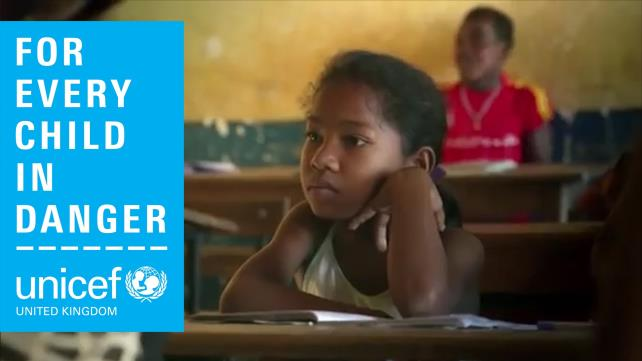 FOR
EVERY
CHILD
IN
DANGER
unicef
UNITED KINGDOM